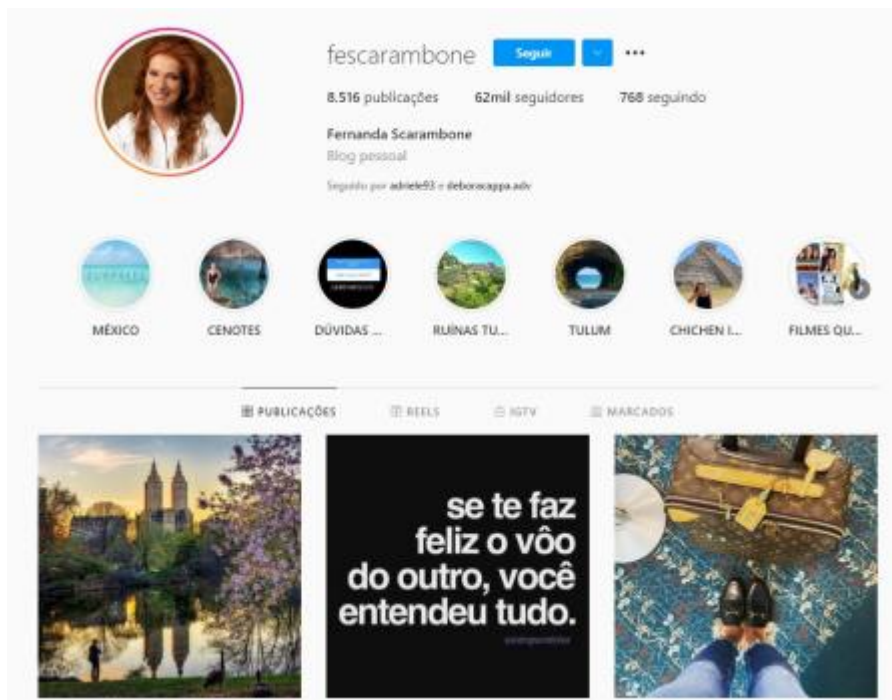 fescarambone Seguir
8.516 publicações 62mil seguidores 768 seguindo
Fernanda Scarambone
Blog pessoal
Seguido por adriele93 e deboracappa.adv
MÉXICO CENOTES DÚVIDAS ... RUÍNAS TU... TULUM CHICHEN I... FILMES QU...
PUBLICAÇÕES REELS IGTV MARCADOS
se te faz
feliz o vôo
do outro, você
entendeu tudo.